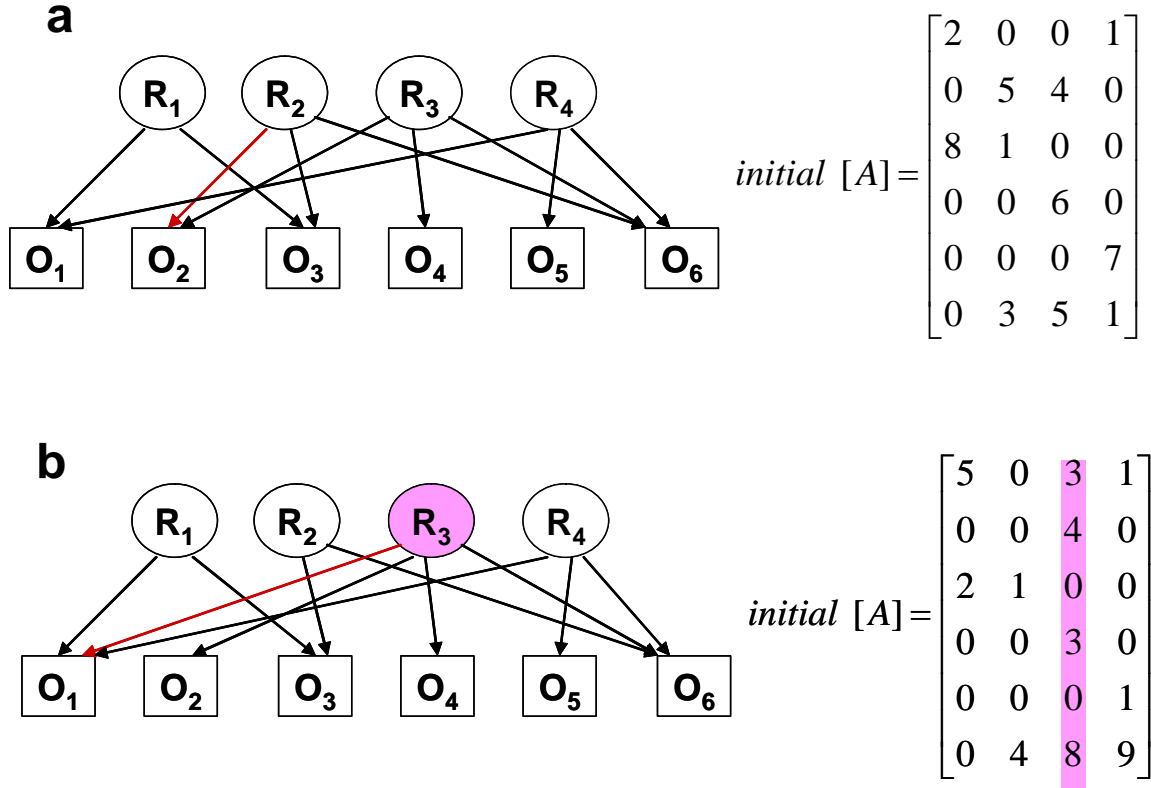 a
R1 R2 R3 R4
O1 O2 O3 O4 O5 O6
initial [A] =
2 0 0 1
0 5 4 0
8 1 0 0
0 0 6 0
0 0 0 7
0 3 5 1
b
R1 R2 R3 R4
O1 O2 O3 O4 O5 O6
initial [A] =
5 0 3 1
0 0 4 0
2 1 0 0
0 0 3 0
0 0 0 1
0 4 8 9